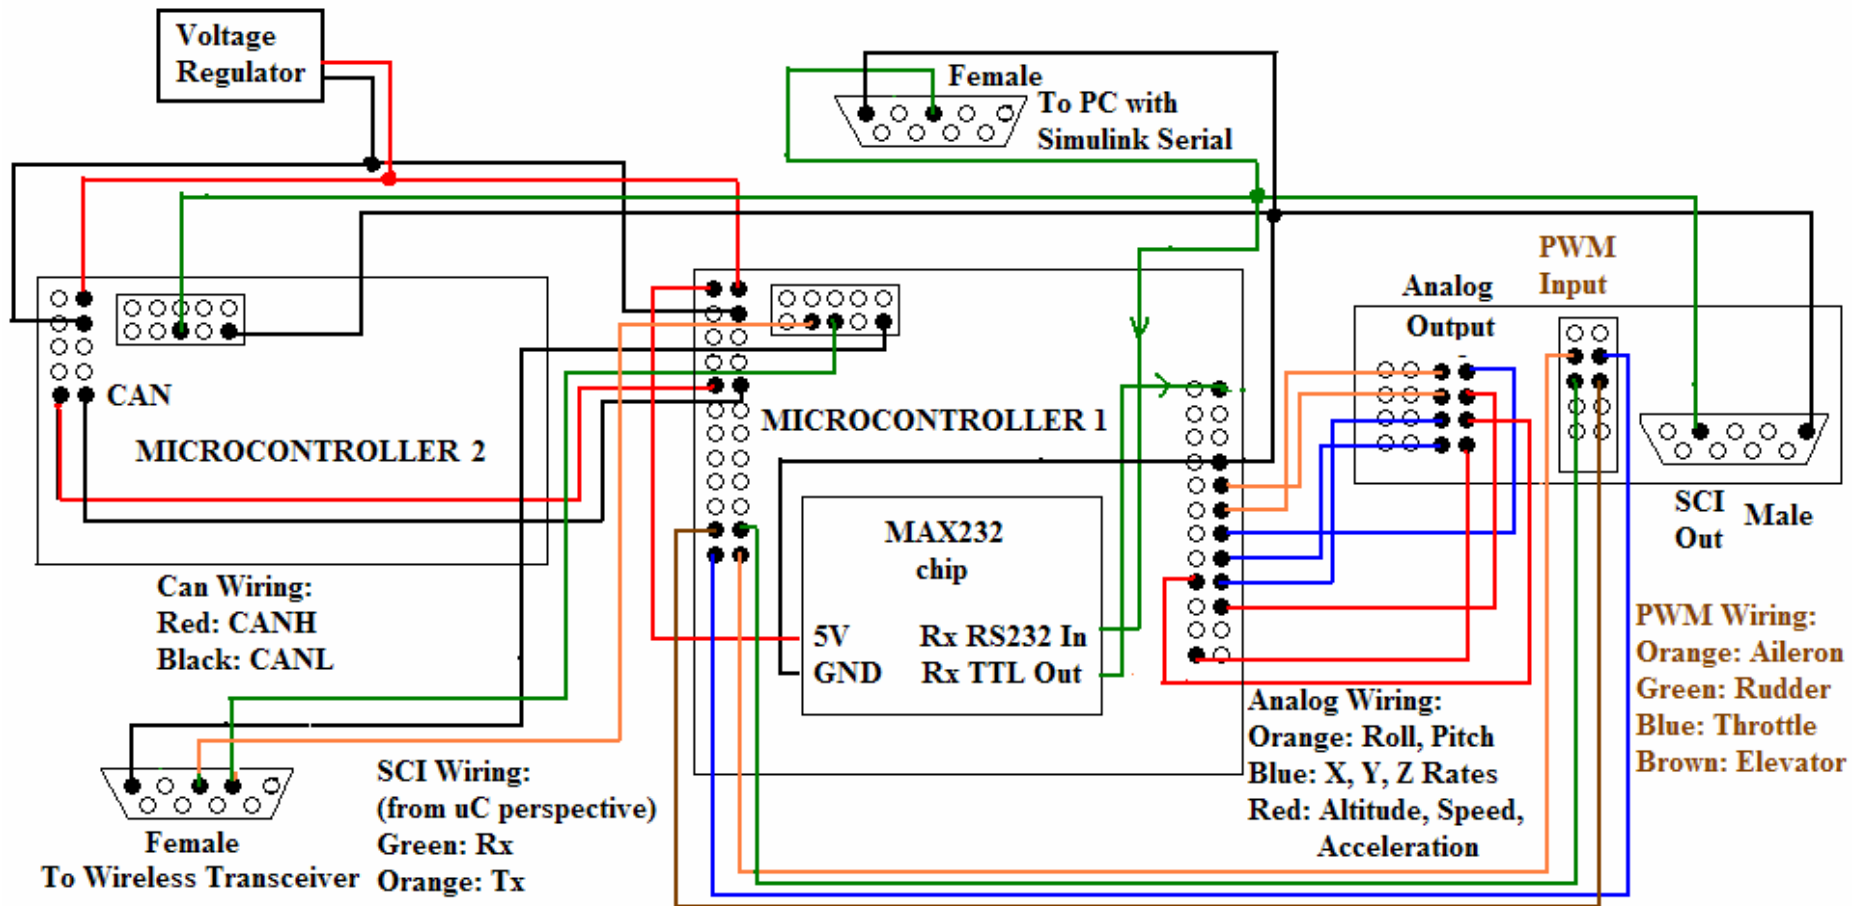 Voltage
Regulator
Female
To PC with
Simulink Serial
PWM
Input
Analog
Output
CAN
MICROCONTROLLER 2
MICROCONTROLLER 1
SCI
Out
Male
MAX232
chip
5V
GND
Rx RS232 In
Rx TTL Out
Can Wiring:
Red: CANH
Black: CANL
PWM Wiring:
Orange: Aileron
Green: Rudder
Blue: Throttle
Brown: Elevator
Analog Wiring:
Orange: Roll, Pitch
Blue: X, Y, Z Rates
Red: Altitude, Speed,
Acceleration
SCI Wiring:
(from uC perspective)
Green: Rx
Orange: Tx
Female
To Wireless Transceiver